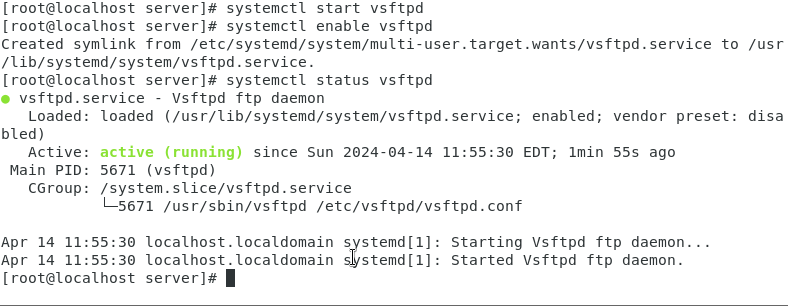 [root@localhost server]# systemctl start vsftpd
[root@localhost server]# systemctl enable vsftpd
Created symlink from /etc/systemd/system/multi-user.target.wants/vsftpd.service to /usr
/lib/systemd/system/vsftpd.service.
[root@localhost server]# systemctl status vsftpd
● vsftpd.service - Vsftpd ftp daemon
   Loaded: loaded (/usr/lib/systemd/system/vsftpd.service; enabled; vendor preset: disa
bled)
   Active: active (running) since Sun 2024-04-14 11:55:30 EDT; 1min 55s ago
 Main PID: 5671 (vsftpd)
   CGroup: /system.slice/vsftpd.service
           └─5671 /usr/sbin/vsftpd /etc/vsftpd/vsftpd.conf

Apr 14 11:55:30 localhost.localdomain systemd[1]: Starting Vsftpd ftp daemon...
Apr 14 11:55:30 localhost.localdomain systemd[1]: Started Vsftpd ftp daemon.
[root@localhost server]#